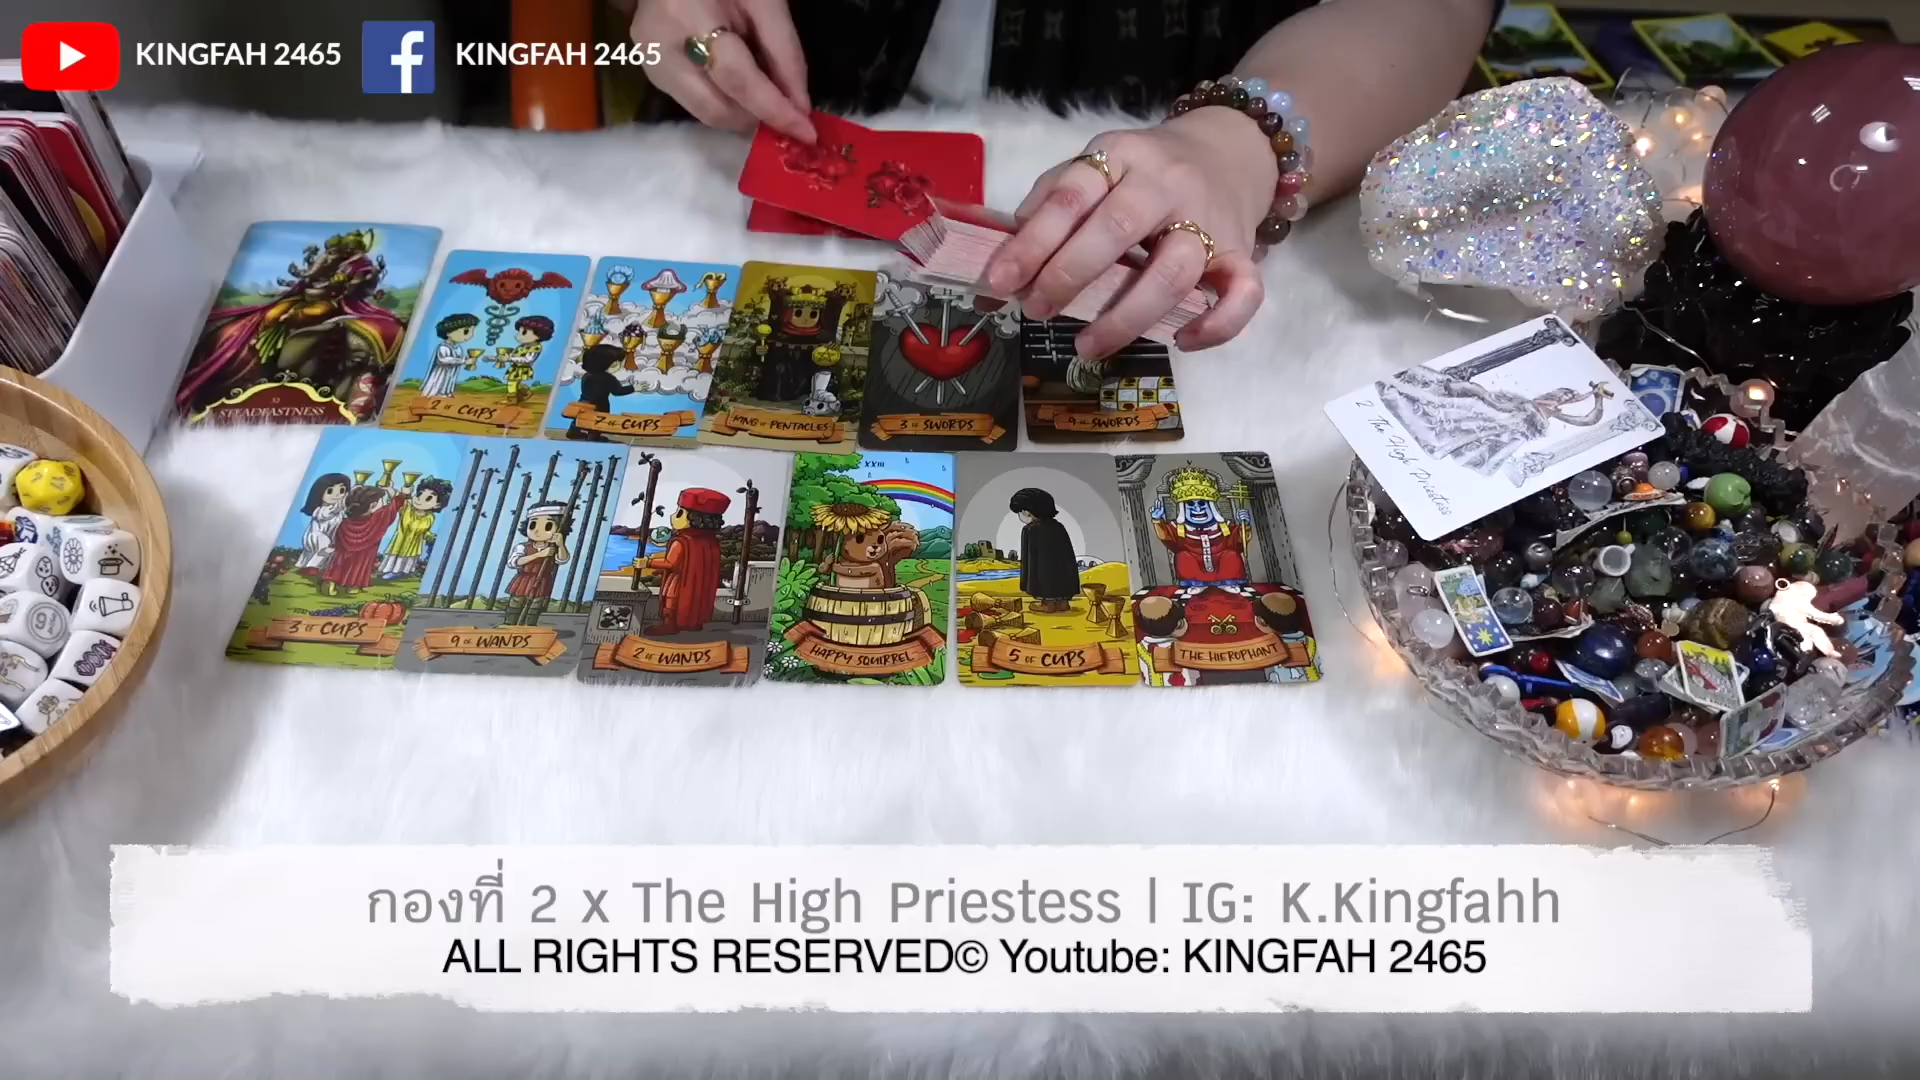 KINGFAH 2465
KINGFAH 2465
32
STEADFASTNESS
2 OF CUPS
7 OF CUPS
KING OF PENTACLES
3 OF SWORDS
9 OF SWORDS
2 The High Priestess
3 OF CUPS
9 OF WANDS
2 OF WANDS
XXIII
HAPPY SQUIRREL
5 OF CUPS
THE HIEROPHANT
กองที่ 2 x The High Priestess | IG: K.Kingfahh
ALL RIGHTS RESERVED© Youtube: KINGFAH 2465